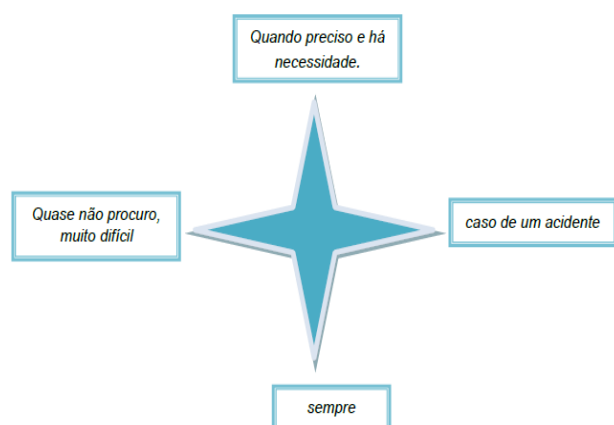 Quando preciso e há
necessidade.
Quase não procuro,
muito difícil
caso de um acidente
sempre